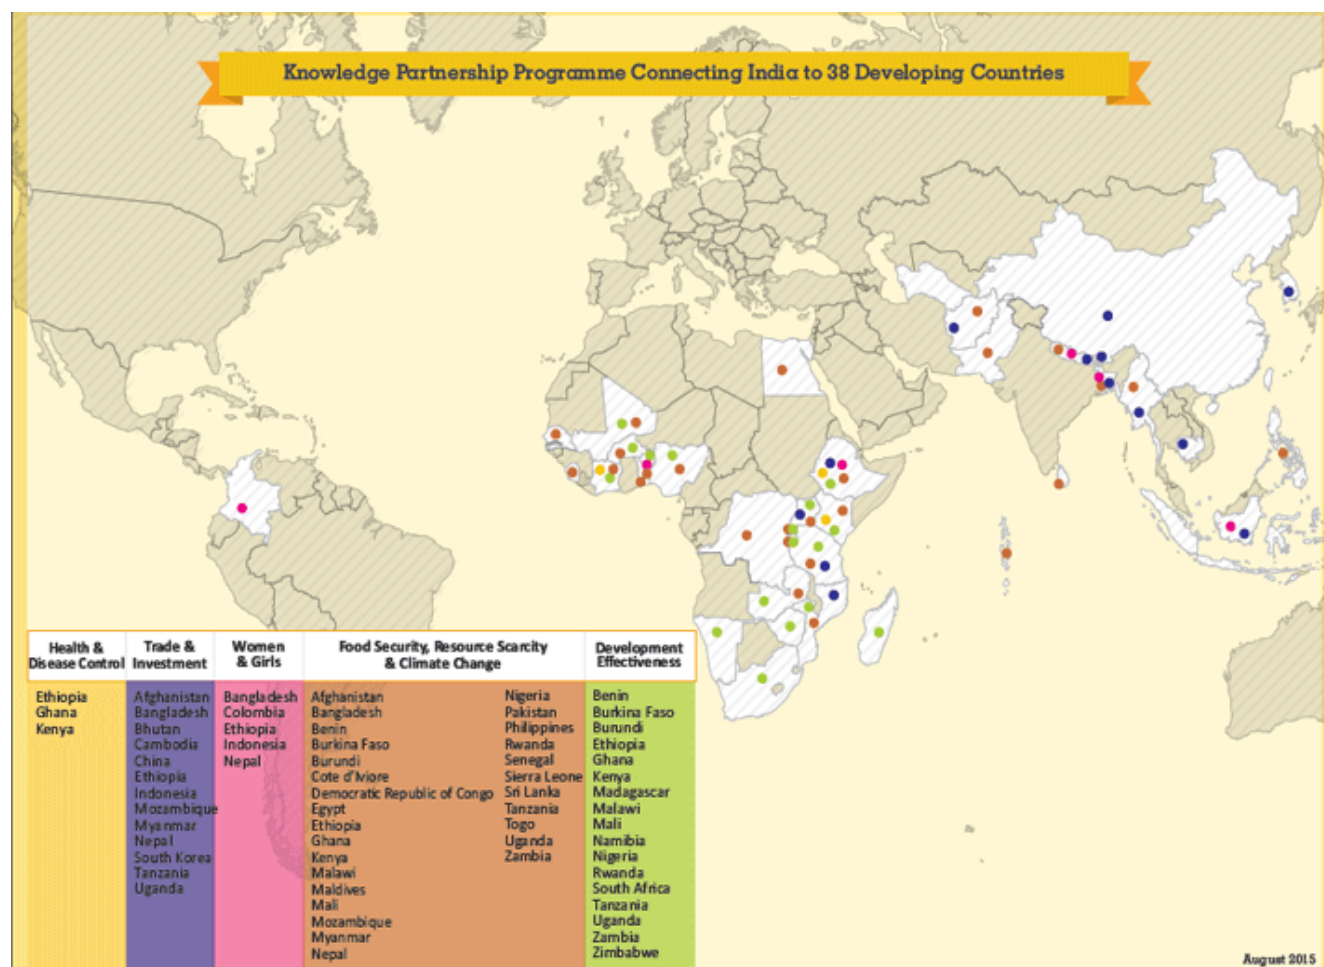 Knowledge Partnership Programme Connecting India to 38 Developing Countries
Health &
Disease Control
Ethiopia
Ghana
Kenya
Trade &
Investment
Afghanistan
Bangladesh
Bhutan
Cambodia
China
Ethiopia
Indonesia
Mozambique
Myanmar
Nepal
South Korea
Tanzania
Uganda
Women
& Girls
Bangladesh
Colombia
Ethiopia
Indonesia
Nepal
Food Security, Resource Scarcity
& Climate Change
Afghanistan
Bangladesh
Benin
Burkina Faso
Burundi
Cote d'Iviore
Democratic Republic of Congo
Egypt
Ethiopia
Ghana
Kenya
Malawi
Maldives
Mali
Mozambique
Myanmar
Nepal
Nigeria
Pakistan
Philippines
Rwanda
Senegal
Sierra Leone
Sri Lanka
Tanzania
Togo
Uganda
Zambia
Development
Effectiveness
Benin
Burkina Faso
Burundi
Ethiopia
Ghana
Kenya
Madagascar
Malawi
Mali
Namibia
Nigeria
Rwanda
South Africa
Tanzania
Uganda
Zambia
Zimbabwe
August 2015